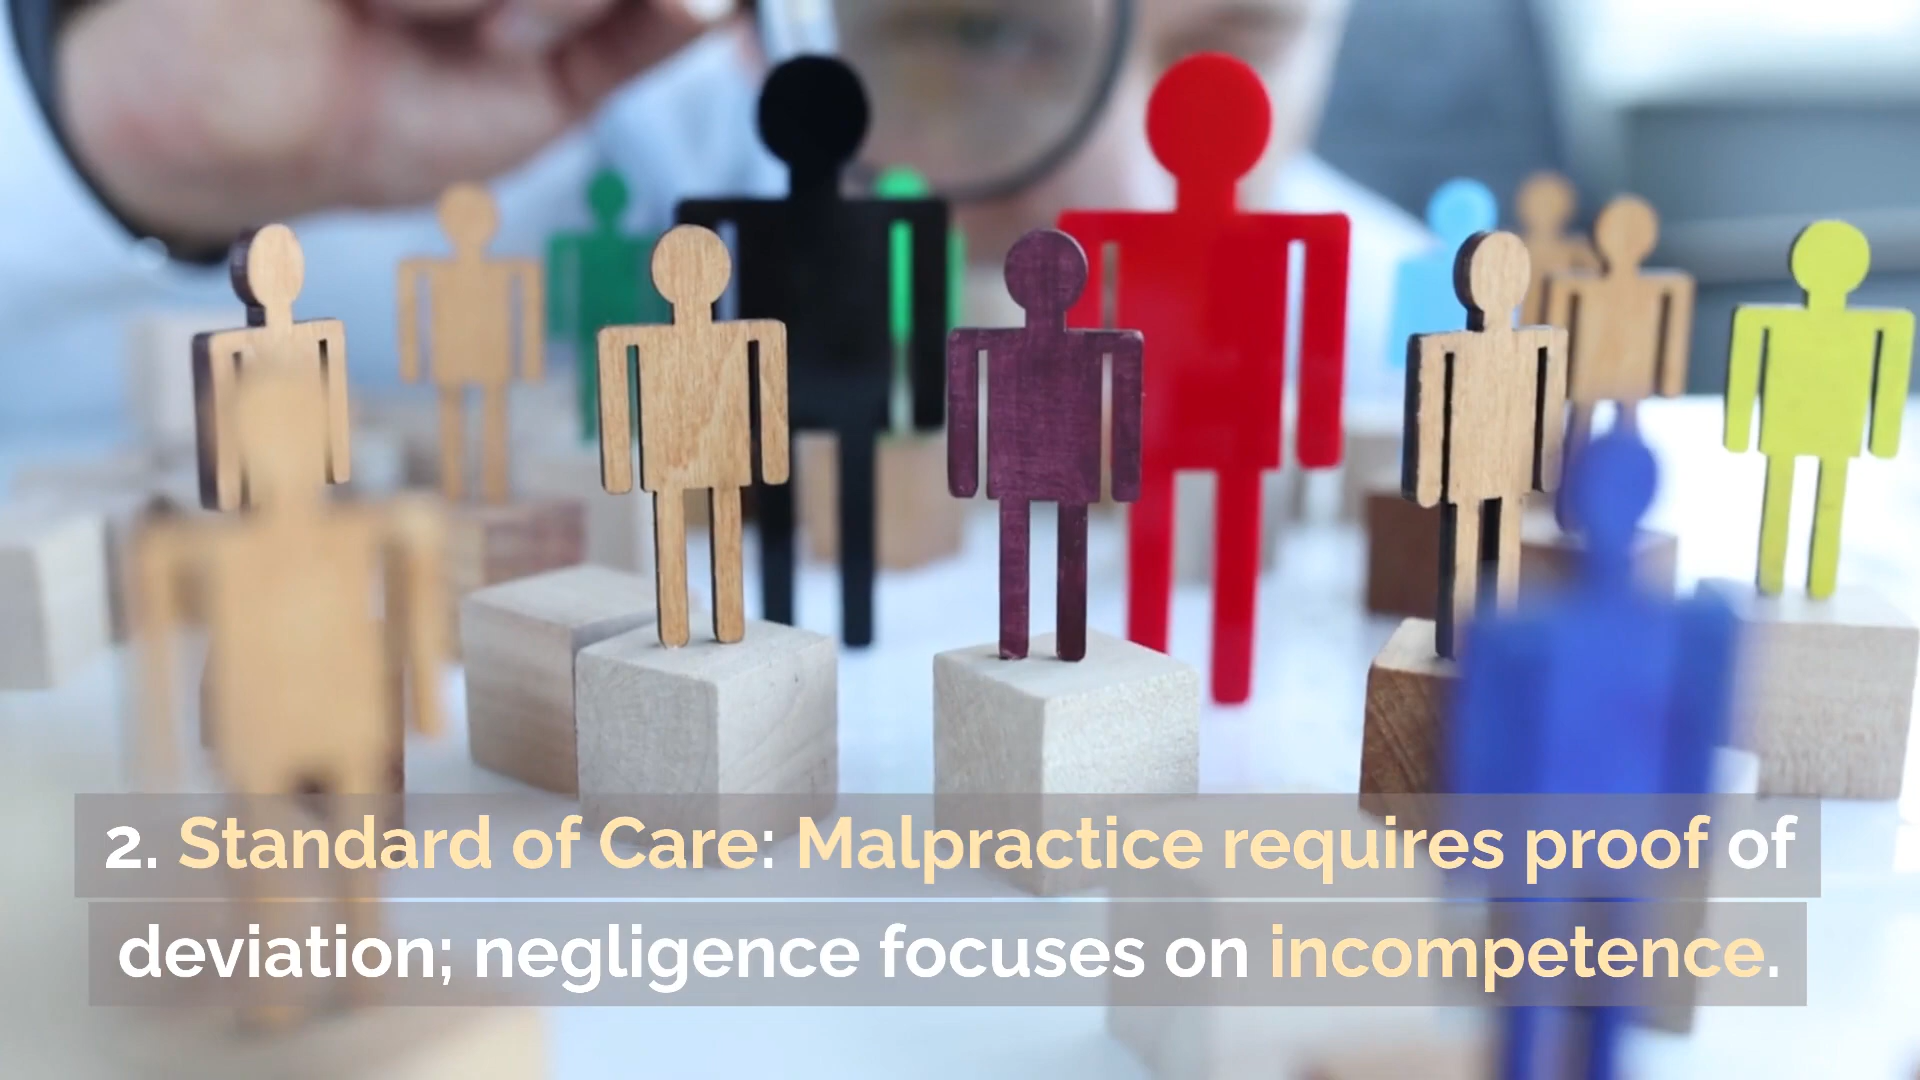 2. Standard of Care: Malpractice requires proof of
deviation; negligence focuses on incompetence.